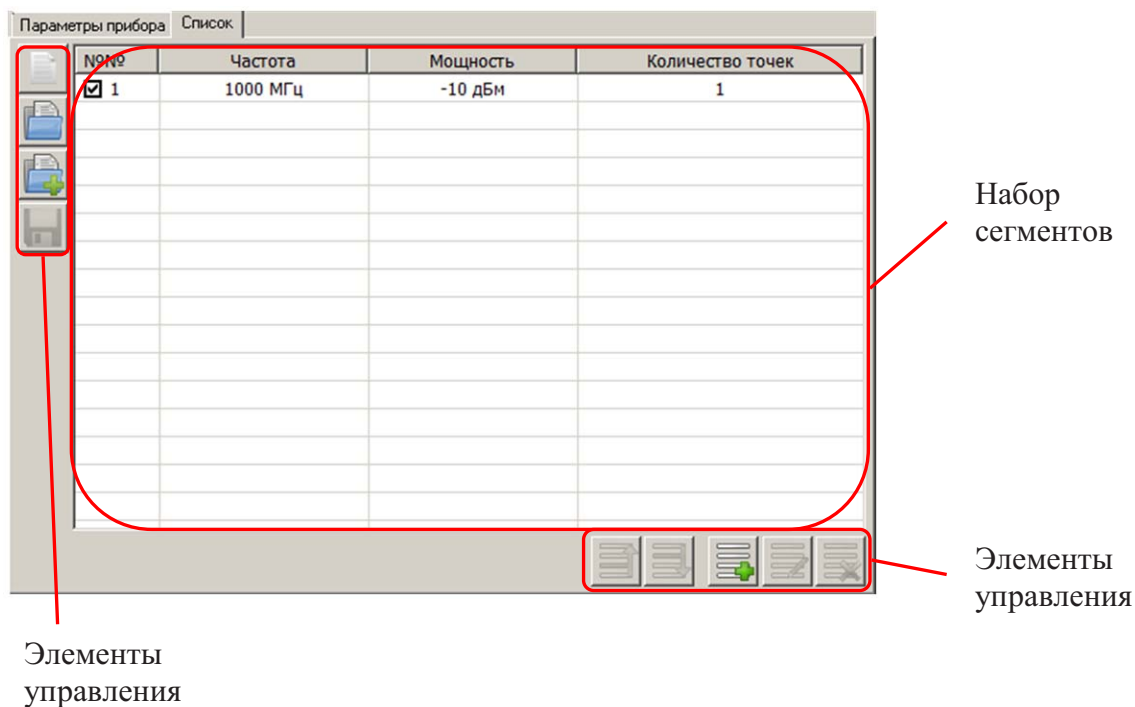 Параметры прибора Список
№№ Частота Мощность Количество точек
1 1000 МГц -10 дБм 1
Набор
сегментов
Элементы
управления
Элементы
управления